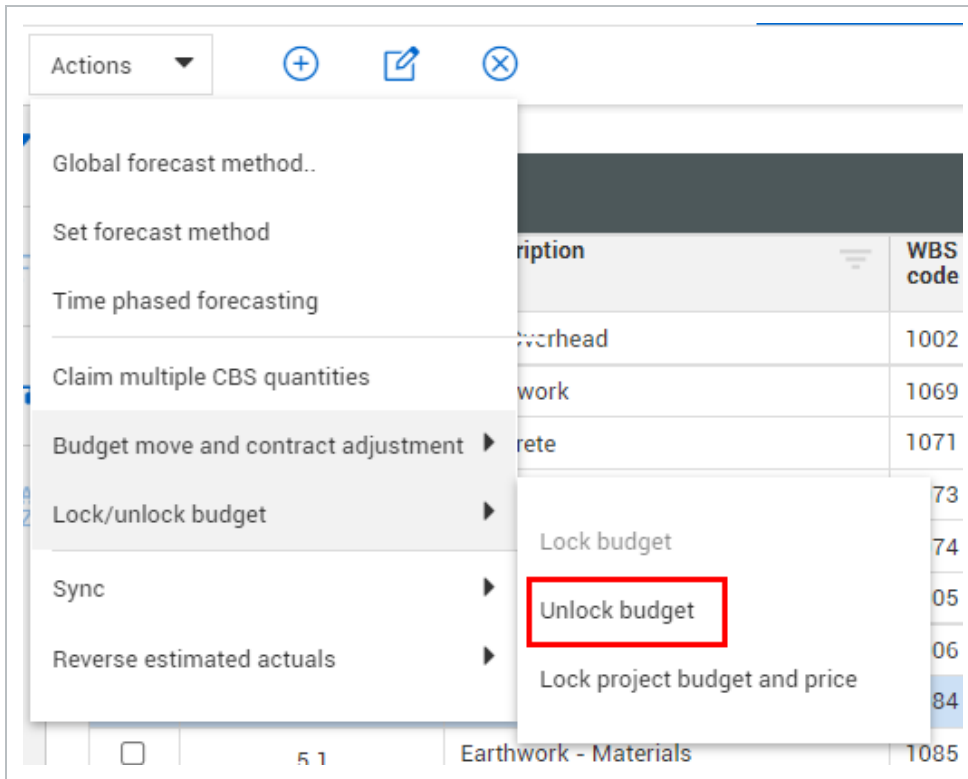 Actions
Global forecast method..
Set forecast method
Time phased forecasting
Claim multiple CBS quantities
Budget move and contract adjustment
Lock/unlock budget
Sync
Reverse estimated actuals
Lock budget
Unlock budget
Lock project budget and price
ription
WBS
code
verhead
1002
work
1069
rete
1071
73
74
05
06
84
5.1
Earthwork - Materials
1085